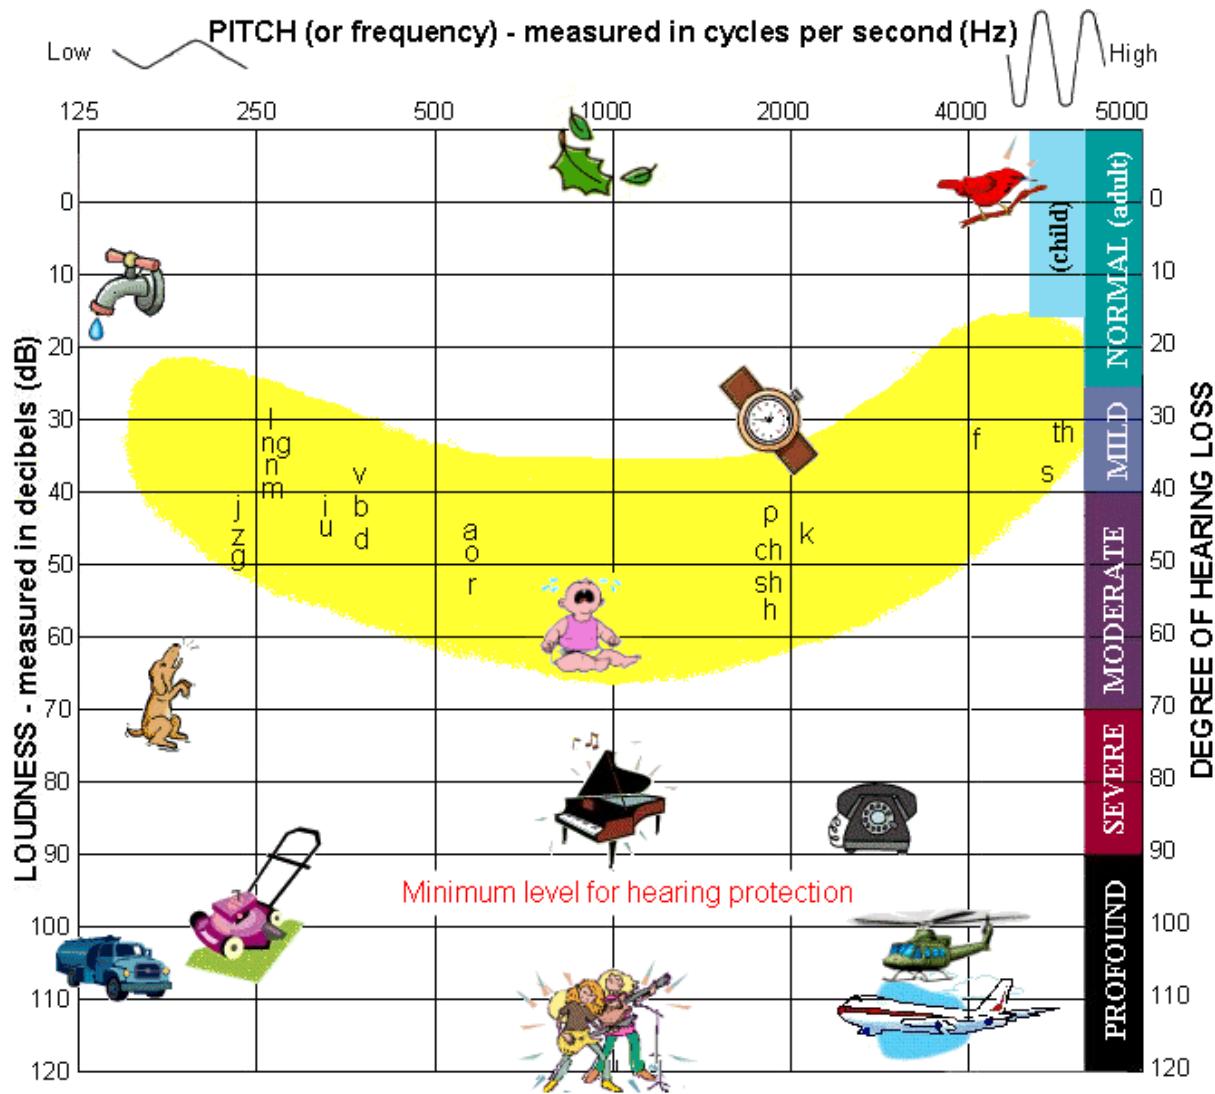 PITCH (or frequency) - measured in cycles per second (Hz)
Low
High
125 250 500 1000 2000 4000 5000
LOUDNESS - measured in decibels (dB)
0
10
20
30
40
50
60
70
80
90
100
110
120
l
ng
n
m
j
z
g
i
u
v
b
d
a
o
r
p
ch
sh
h
k
f
th
s
Minimum level for hearing protection
(child)
NORMAL (adult)
MILD
MODERATE
SEVERE
PROFOUND
0
10
20
30
40
50
60
70
80
90
100
110
120
DEGREE OF HEARING LOSS